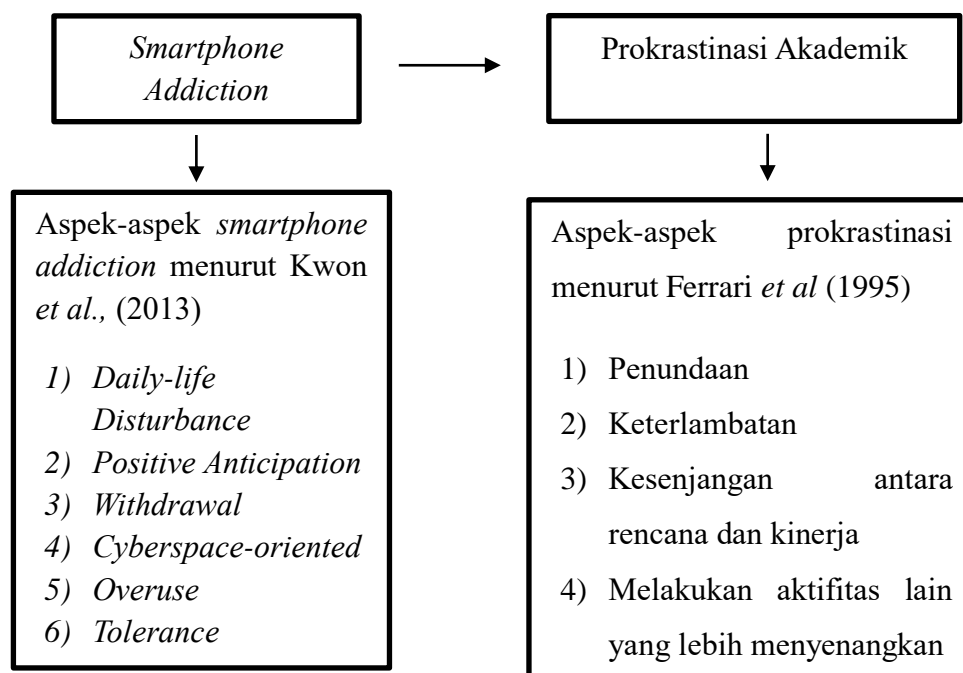 Smartphone
Addiction
Prokrastinasi Akademik
Aspek-aspek smartphone
addiction menurut Kwon
et al., (2013)
1) Daily-life
Disturbance
2) Positive Anticipation
3) Withdrawal
4) Cyberspace-oriented
5) Overuse
6) Tolerance
Aspek-aspek prokrastinasi
menurut Ferrari et al (1995)
1) Penundaan
2) Keterlambatan
3) Kesenjangan antara
rencana dan kinerja
4) Melakukan aktifitas lain
yang lebih menyenangkan